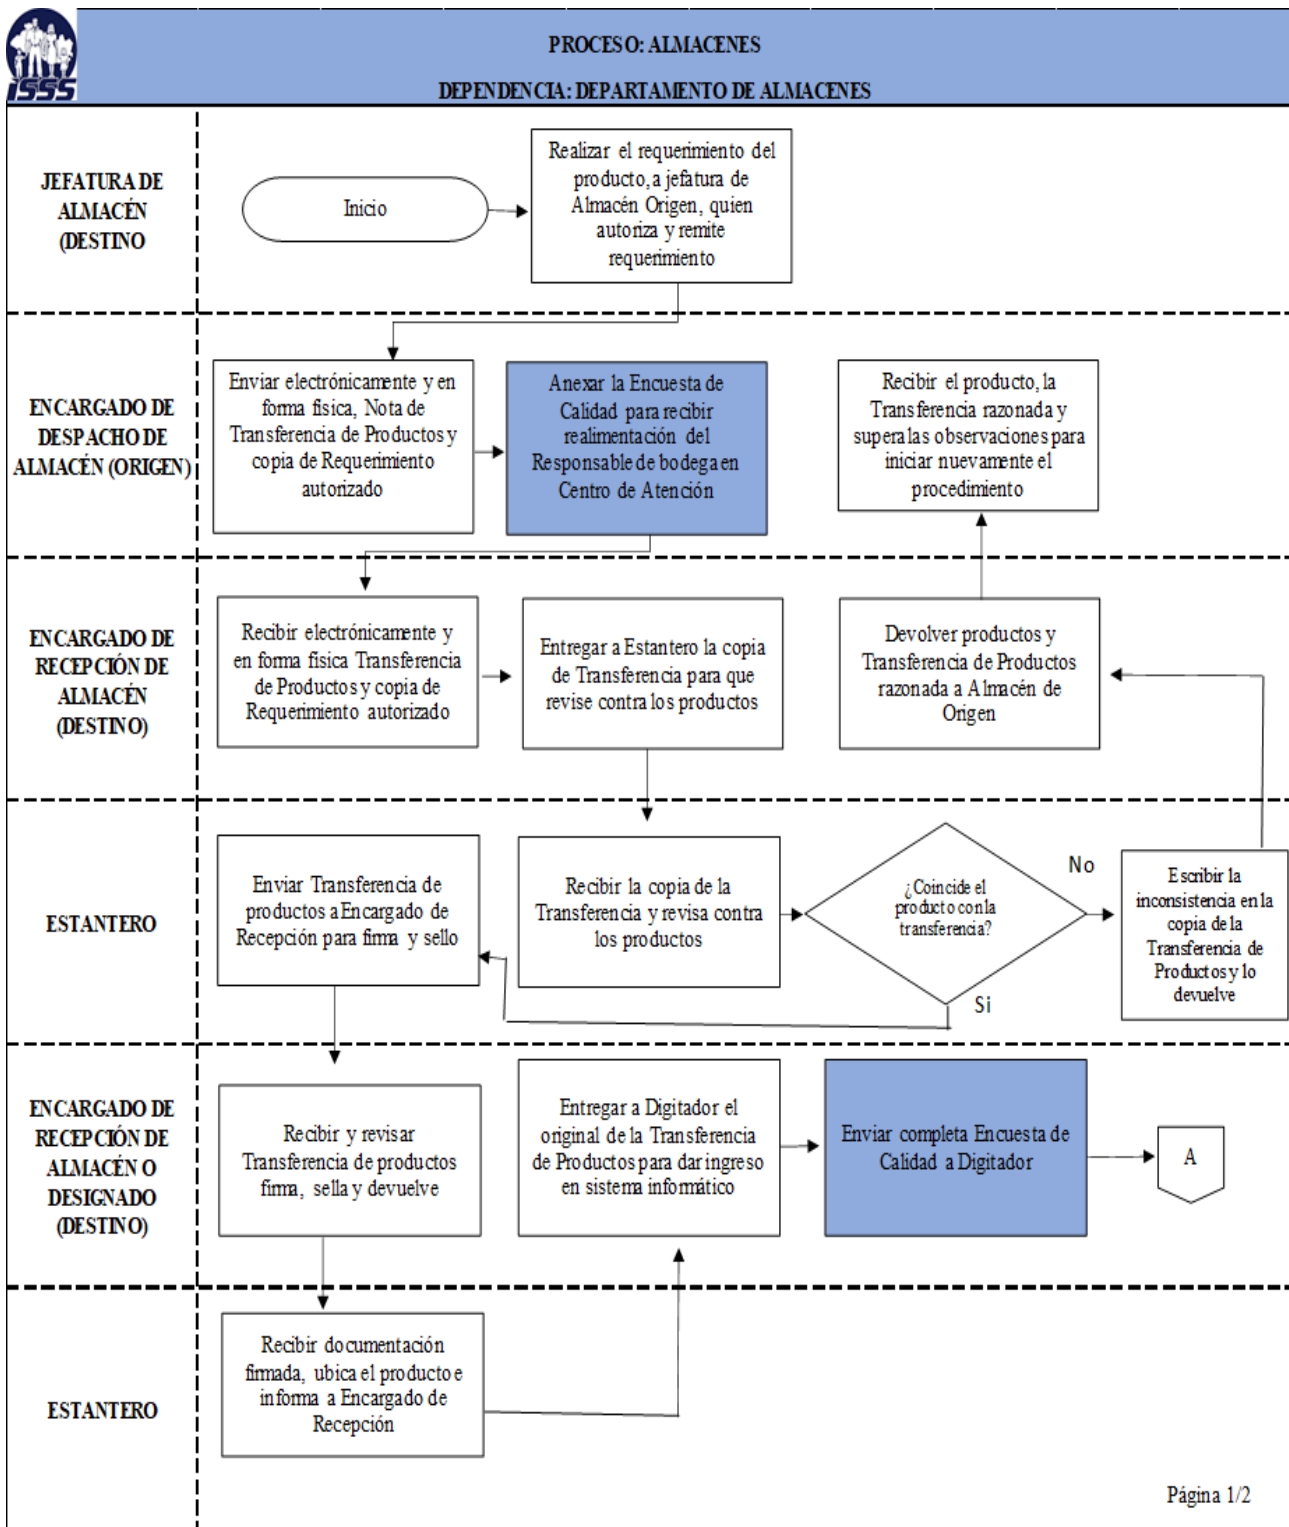 ISSS
PROCESO: ALMACENES
DEPENDENCIA: DEPARTAMENTO DE ALMACENES
JEFATURA DE
ALMACÉN
(DESTINO
Inicio
Realizar el requerimiento del
producto, a jefatura de
Almacén Origen, quien
autoriza y remite
requerimiento
ENCARGADO DE
DESPACHO DE
ALMACÉN (ORIGEN)
Enviar electrónicamente y en
forma física, Nota de
Transferencia de Productos y
copia de Requerimiento
autorizado
Anexar la Encuesta de
Calidad para recibir
realimentación del
Responsable de bodega en
Centro de Atención
Recibir el producto, la
Transferencia razonada y
supera las observaciones para
iniciar nuevamente el
procedimiento
ENCARGADO DE
RECEPCIÓN DE
ALMACÉN
(DESTINO)
Recibir electrónicamente y
en forma física Transferencia
de Productos y copia de
Requerimiento autorizado
Entregar a Estantero la copia
de Transferencia para que
revise contra los productos
Devolver productos y
Transferencia de Productos
razonada a Almacén de
Origen
ESTANTERO
Enviar Transferencia de
productos a Encargado de
Recepción para firma y sello
Recibir la copia de la
Transferencia y revisa contra
los productos
¿Coincide el
producto con la
transferencia?
No
Si
Escribir la
inconsistencia en la
copia de la
Transferencia de
Productos y lo
devuelve
ENCARGADO DE
RECEPCIÓN DE
ALMACÉN O
DESIGNADO
(DESTINO)
Recibir y revisar
Transferencia de productos
firma, sella y devuelve
Entregar a Digitador el
original de la Transferencia
de Productos para dar ingreso
en sistema informático
Enviar completa Encuesta de
Calidad a Digitador
A
ESTANTERO
Recibir documentación
firmada, ubica el producto e
informa a Encargado de
Recepción
Página 1/2